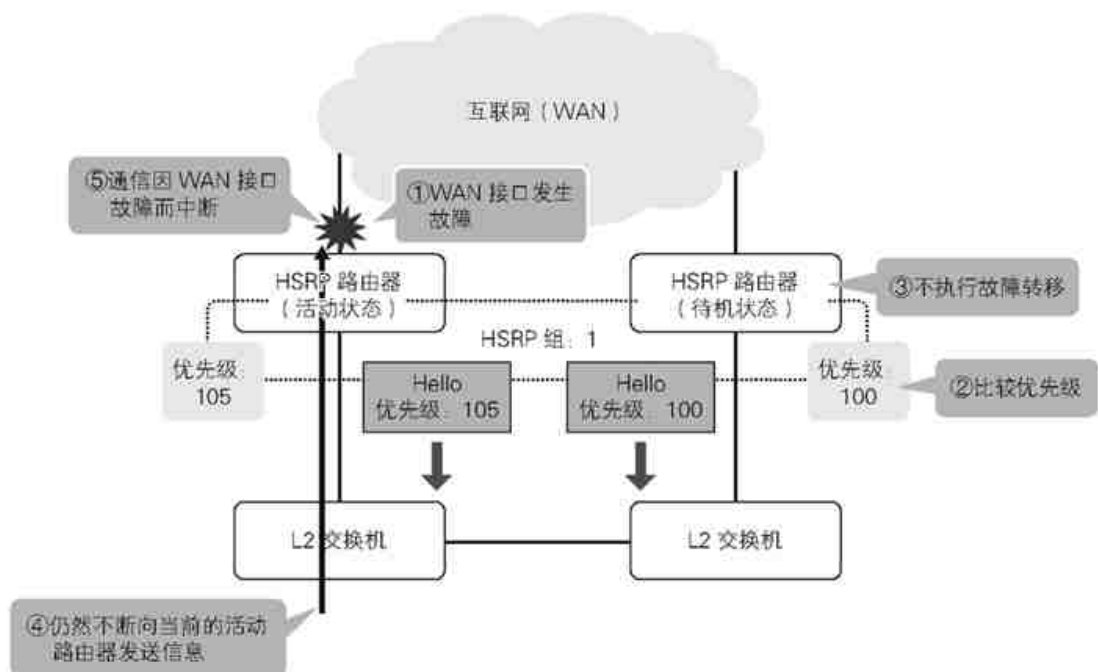 互联网（WAN）
⑤通信因 WAN 接口
故障而中断
①WAN 接口发生
故障
HSRP 路由器
（活动状态）
HSRP 路由器
（待机状态）
③不执行故障转移
HSRP 组：1
优先级：
105
Hello
优先级：105
Hello
优先级：100
优先级：
100
②比较优先级
L2 交换机
L2 交换机
④仍然不断向当前的活动
路由器发送信息